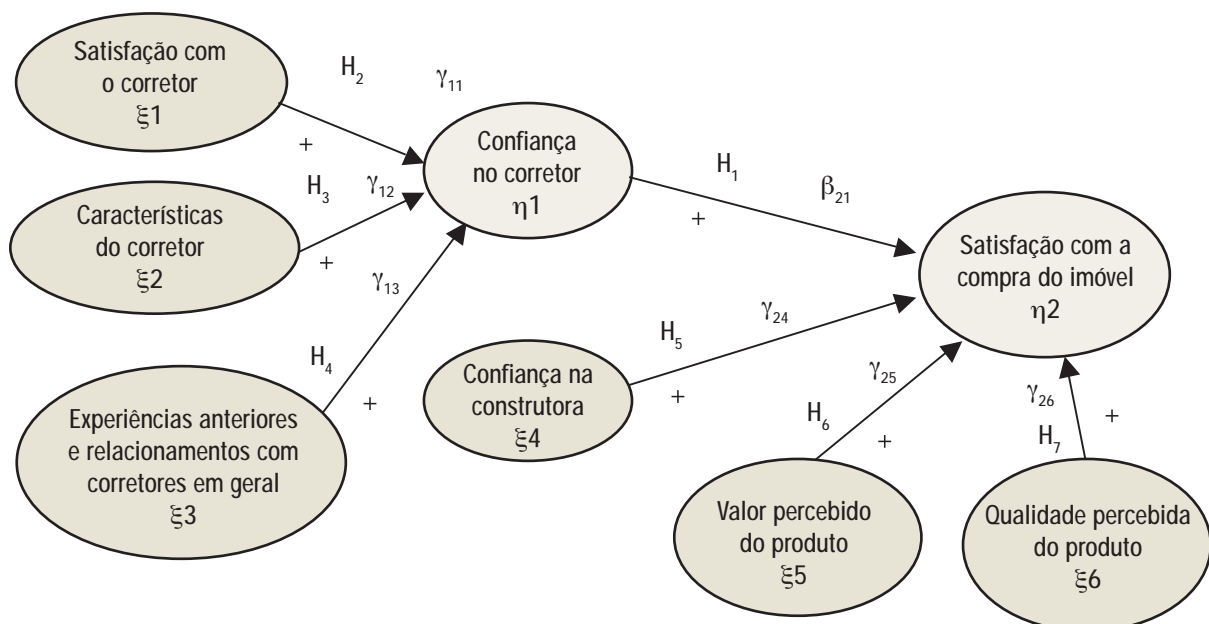 Satisfação com
o corretor
ξ1
H₂
γ₁₁
+
Confiança
no corretor
η1
H₁
β₂₁
+
Características
do corretor
ξ2
H₃
γ₁₂
+
Satisfação com a
compra do imóvel
η2
Experiências anteriores
e relacionamentos com
corretores em geral
ξ3
H₄
γ₁₃
+
Confiança na
construtora
ξ4
H₅
γ₂₄
+
Valor percebido
do produto
ξ5
H₆
γ₂₅
+
Qualidade percebida
do produto
ξ6
H₇
γ₂₆
+